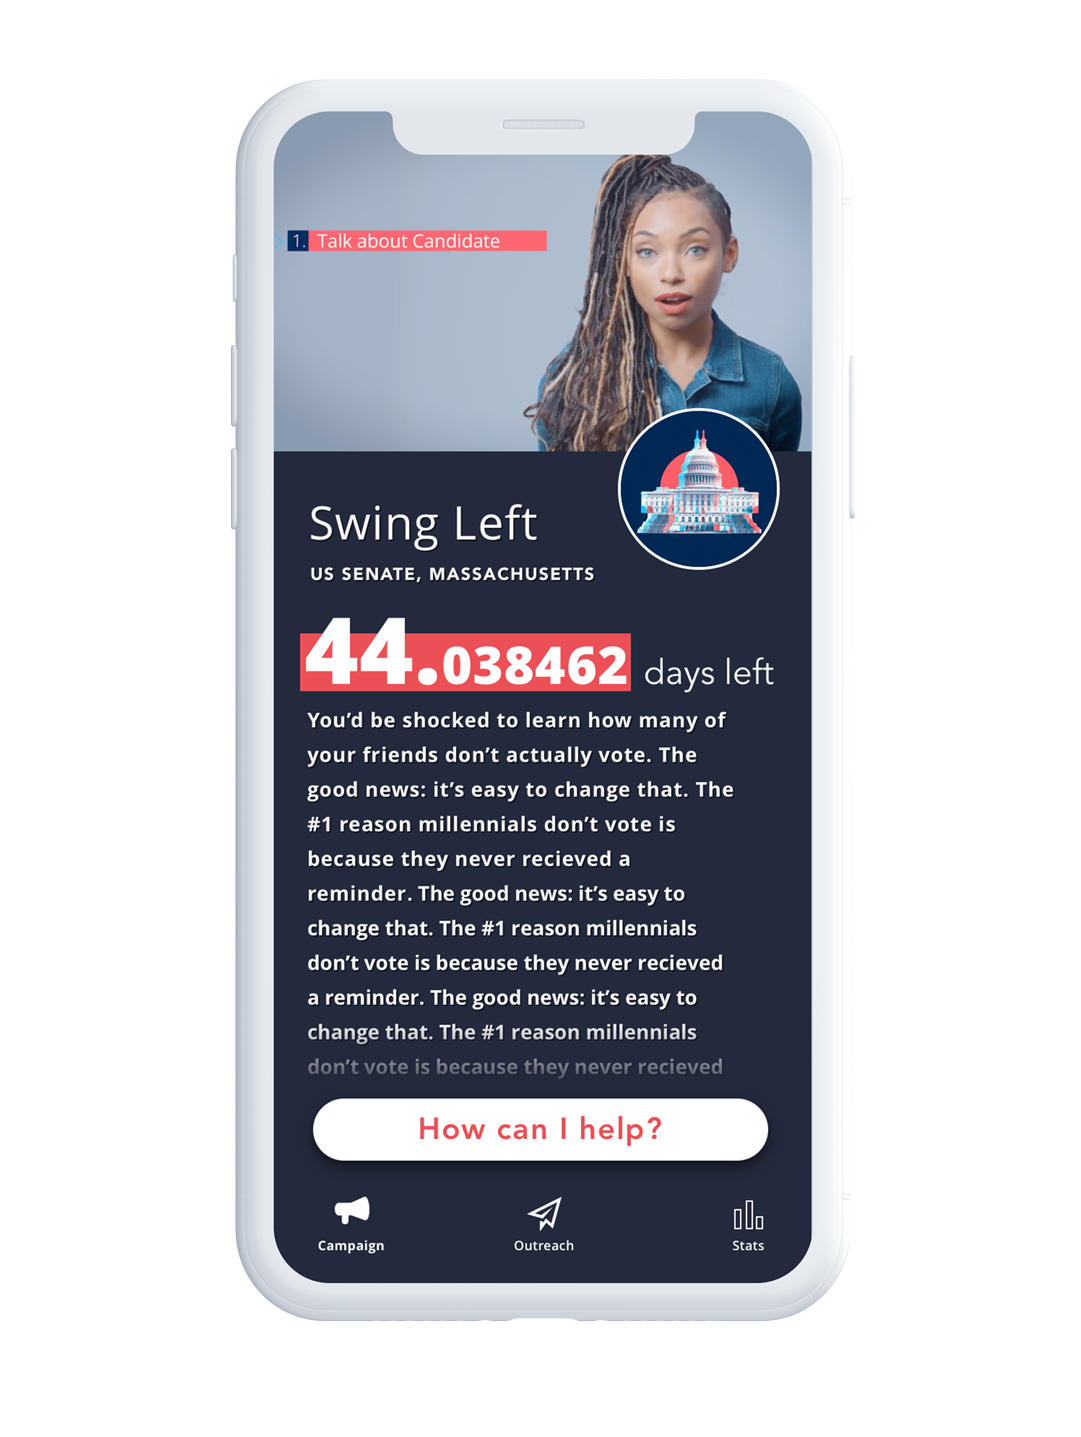 1. Talk about Candidate
Swing Left
US SENATE, MASSACHUSETTS
44.038462 days left
You’d be shocked to learn how many of
your friends don’t actually vote. The
good news: it’s easy to change that. The
#1 reason millennials don’t vote is
because they never recieved a
reminder. The good news: it’s easy to
change that. The #1 reason millennials
don’t vote is because they never recieved
a reminder. The good news: it’s easy to
change that. The #1 reason millennials
don’t vote is because they never recieved
How can I help?
Campaign
Outreach
Stats